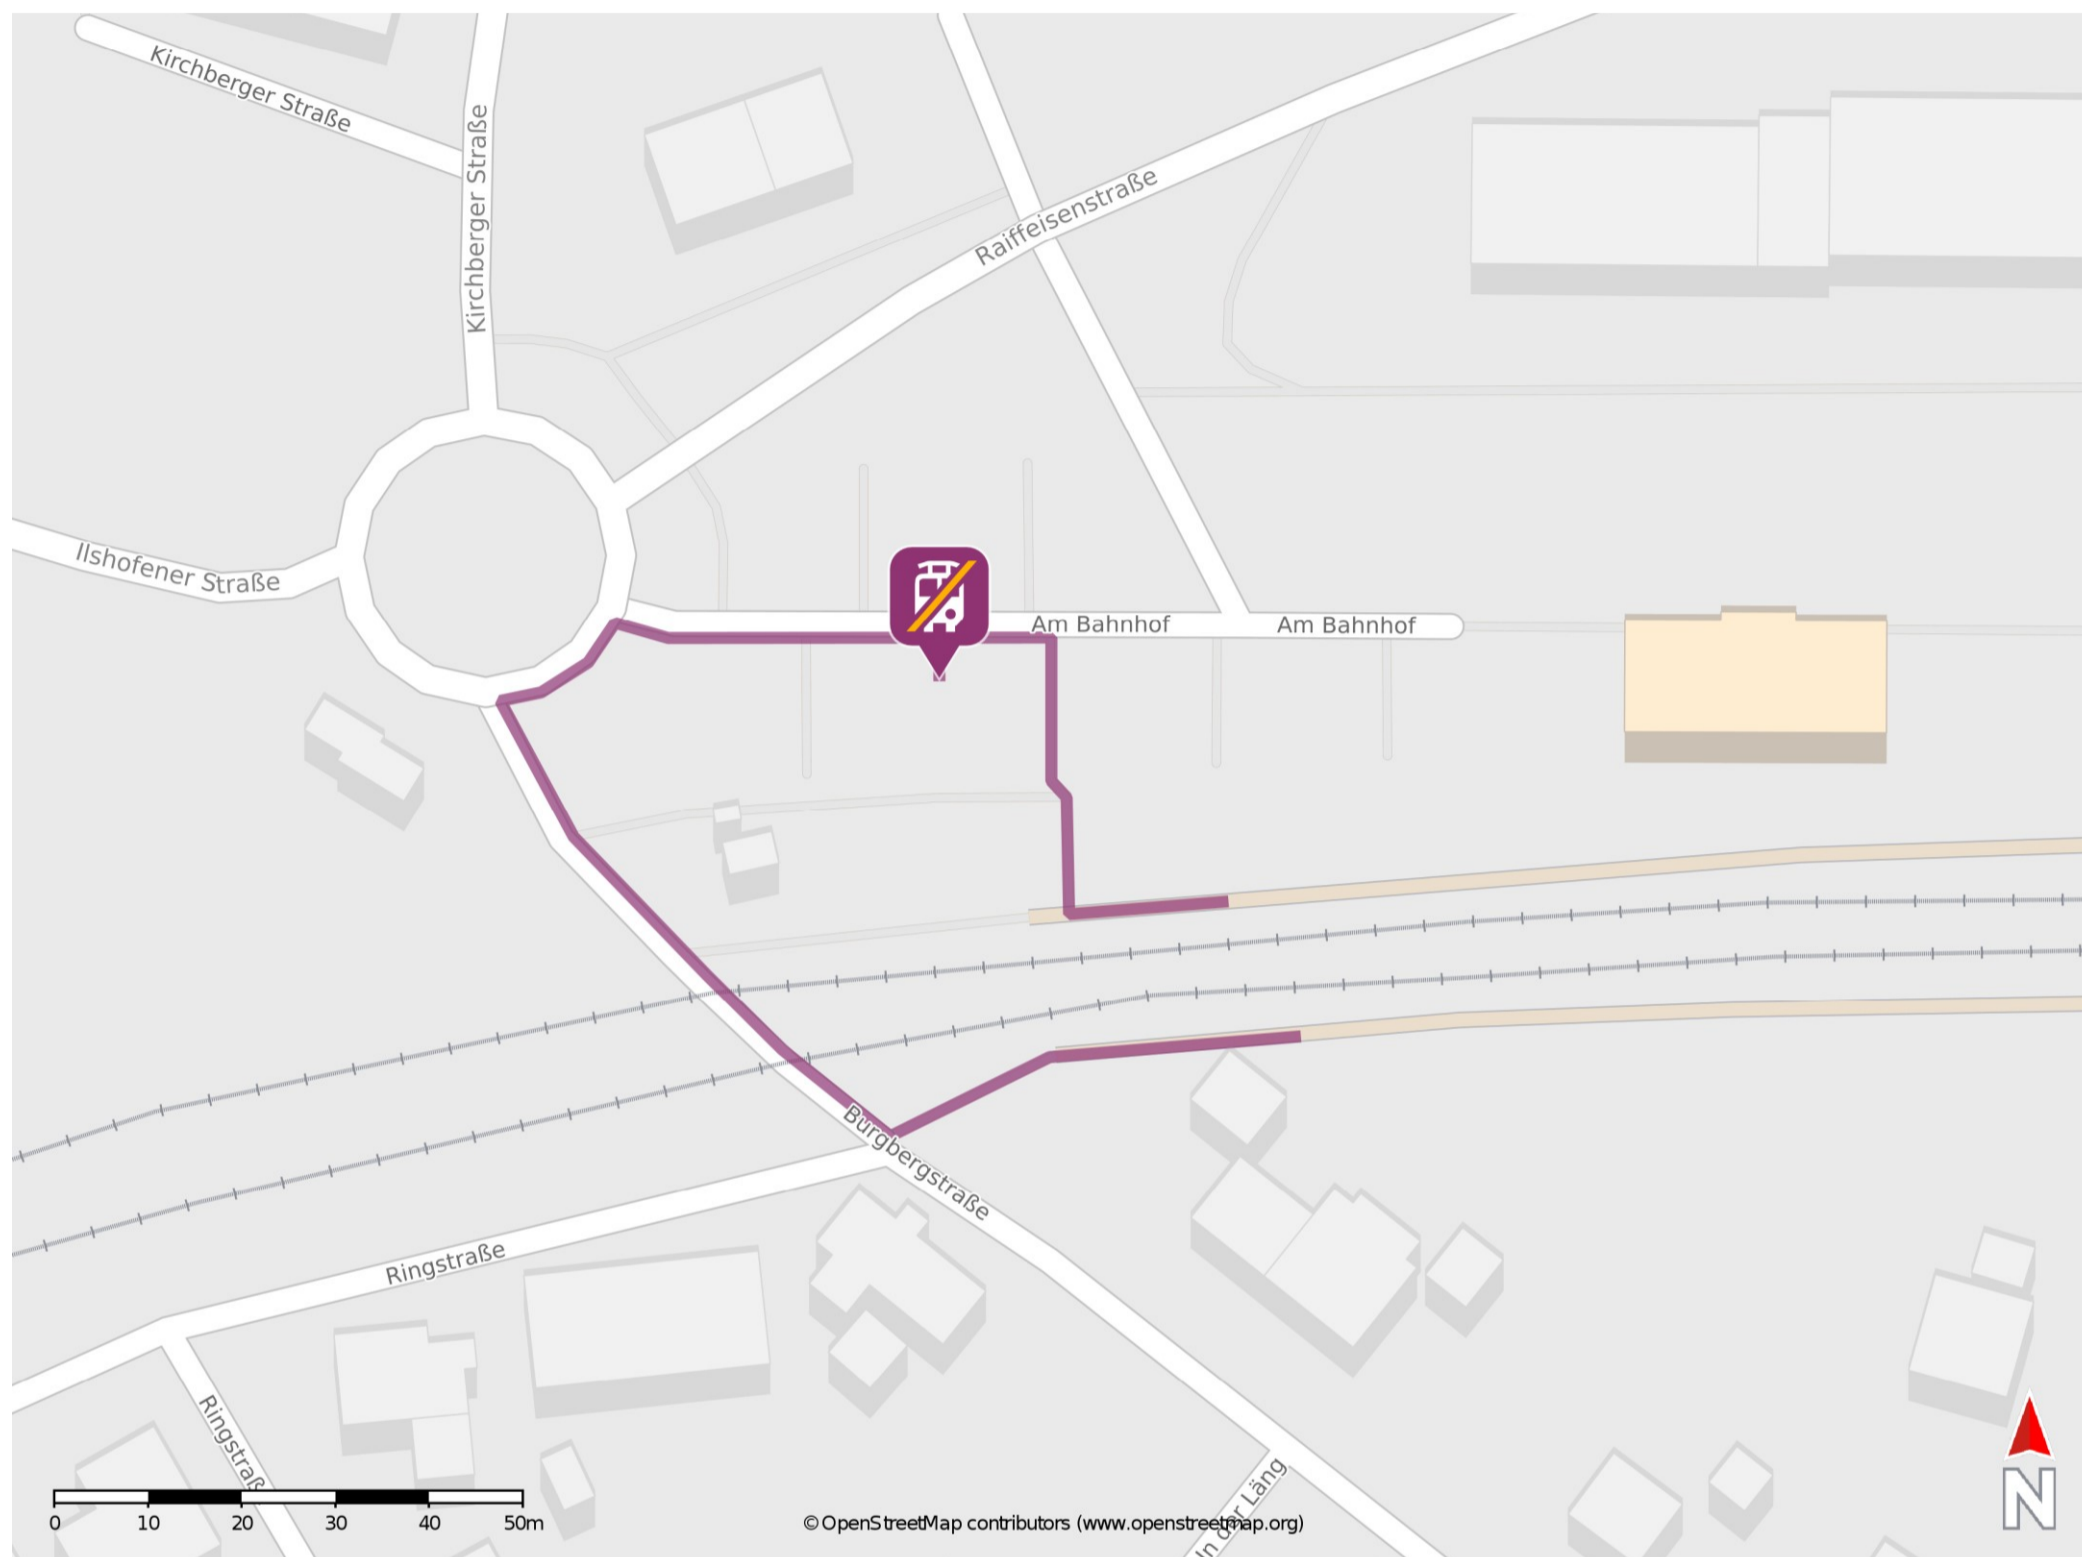 Kirchberger Straße
Kirchberger Straße
Raiffeisenstraße
Ilshofener Straße
Am Bahnhof
Am Bahnhof
Burgbergstraße
Ringstraße
Ringstraß
In der Läng
0 10 20 30 40 50m
© OpenStreetMap contributors (www.openstreetmap.org)
N